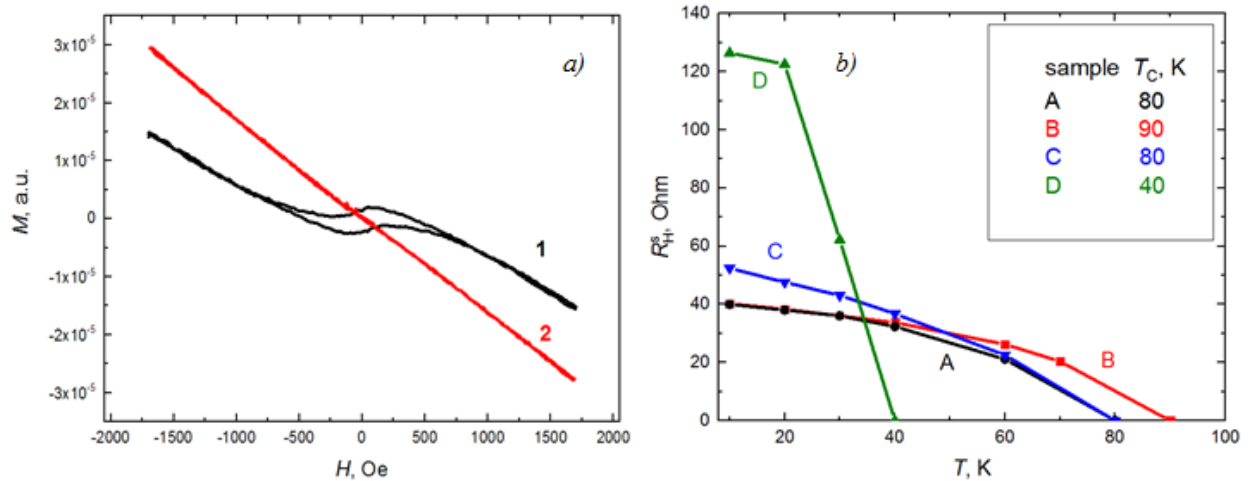 a)
3x10⁻⁵
2x10⁻⁵
1x10⁻⁵
0
-1x10⁻⁵
-2x10⁻⁵
-3x10⁻⁵
M, a.u.
1
2
-2000 -1500 -1000 -500 0 500 1000 1500 2000
H, Oe
b)
140
120
100
80
60
40
20
0
Rₕˢ, Ohm
sample T_C, K
A 80
B 90
C 80
D 40
D
C
A
B
20 40 60 80 100
T, K